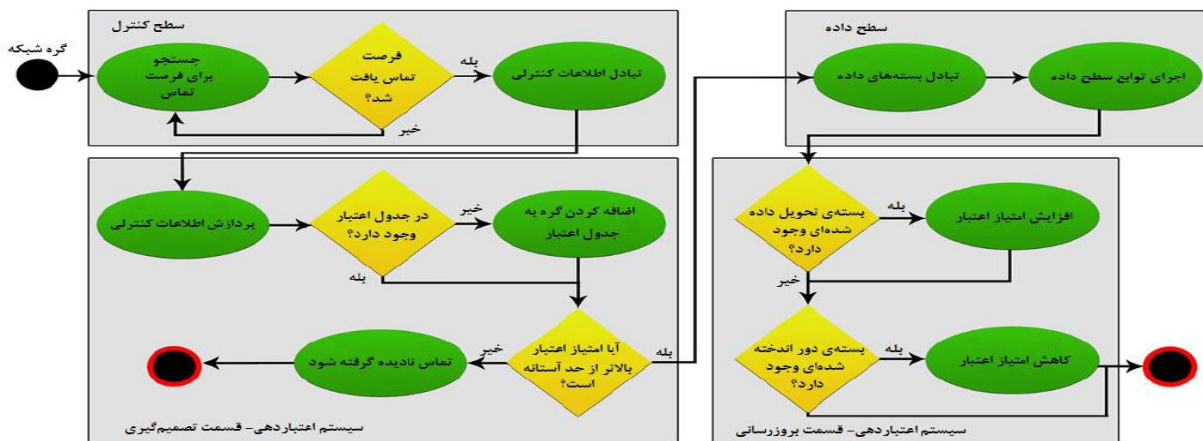 گره شبکه
سطح کنترل
جستجو
برای فرصت
تماس
فرصت
تماس یافت
شد؟
بله
خیر
تبادل اطلاعات کنترلی
پردازش اطلاعات کنترلی
در جدول اعتبار
وجود دارد؟
خیر
بله
اضافه کردن گره به
جدول اعتبار
آیا امتیاز اعتبار
بالاتر از حد آستانه
است؟
خیر
بله
تماس نادیده گرفته شود
سیستم اعتباردهی- قسمت تصمیم‌گیری
سطح داده
تبادل بسته‌های داده
اجرای توابع سطح داده
بسته‌ی تحویل داده
شده‌ای وجود
دارد؟
بله
خیر
افزایش امتیاز اعتبار
بسته‌ی دور اندخته
شده‌ای وجود
دارد؟
بله
کاهش امتیاز اعتبار
سیستم اعتباردهی- قسمت بروزرسانی